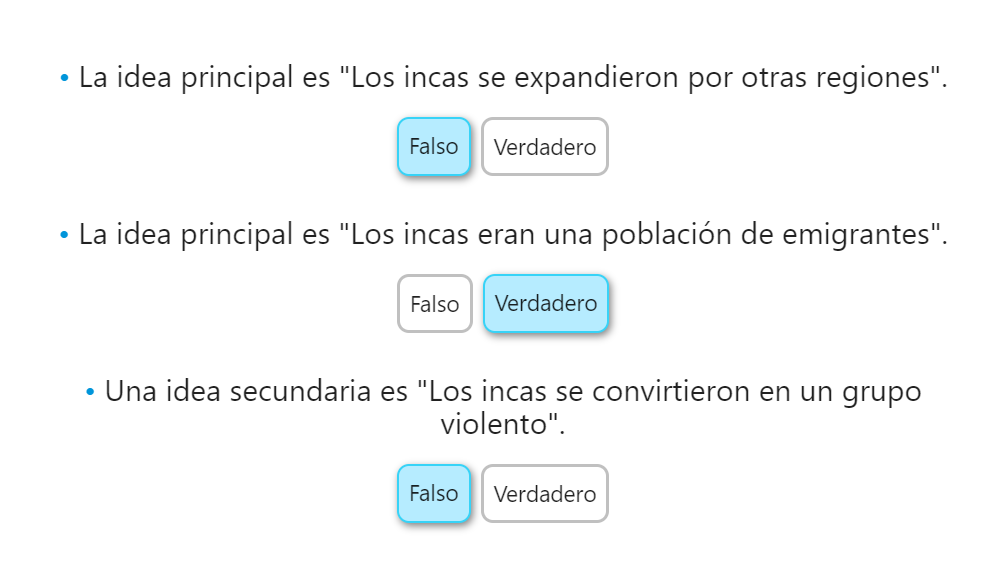 • La idea principal es "Los incas se expandieron por otras regiones".
Falso Verdadero
• La idea principal es "Los incas eran una población de emigrantes".
Falso Verdadero
• Una idea secundaria es "Los incas se convirtieron en un grupo
violento".
Falso Verdadero